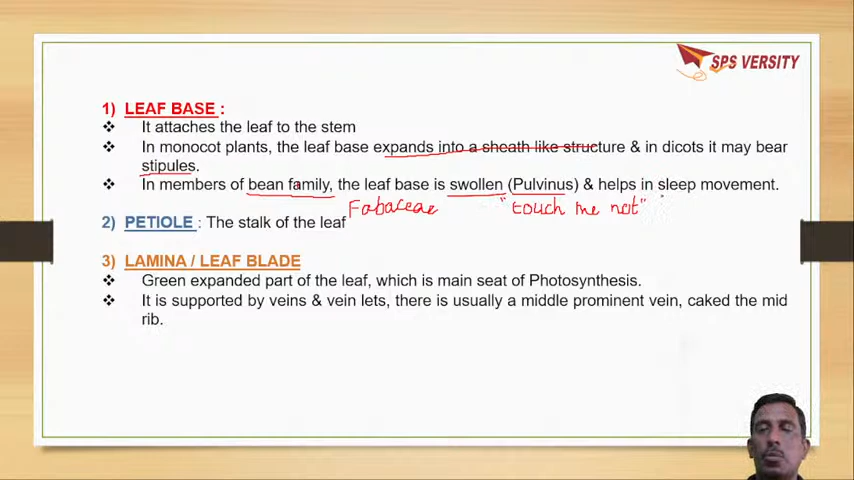 SPS VERSITY
1) LEAF BASE :
❖ It attaches the leaf to the stem
❖ In monocot plants, the leaf base expands into a sheath like structure & in dicots it may bear
stipules.
❖ In members of bean family, the leaf base is swollen (Pulvinus) & helps in sleep movement.
Fabaceae "touch me not"
2) PETIOLE : The stalk of the leaf
3) LAMINA / LEAF BLADE
❖ Green expanded part of the leaf, which is main seat of Photosynthesis.
❖ It is supported by veins & vein lets, there is usually a middle prominent vein, caked the mid
rib.